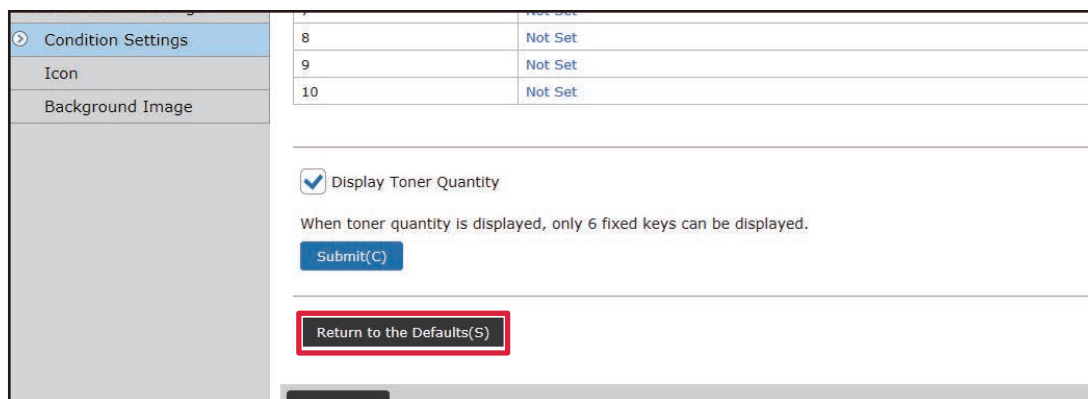 Condition Settings
Icon
Background Image
8 Not Set
9 Not Set
10 Not Set
Display Toner Quantity
When toner quantity is displayed, only 6 fixed keys can be displayed.
Submit(C)
Return to the Defaults(S)